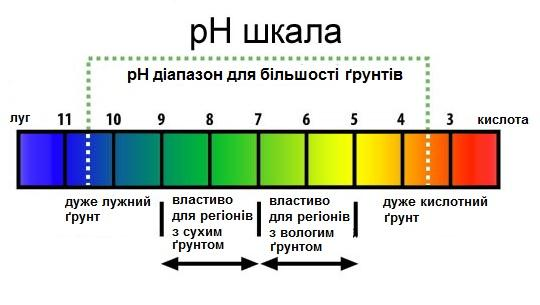 pH шкала
pH діапазон для більшості ґрунтів
луг 11 10 9 8 7 6 5 4 3 кислота
дуже лужний
ґрунт
властиво
для регіонів
з сухим
ґрунтом
властиво
для регіонів
з вологим
ґрунтом
дуже кислотний
ґрунт